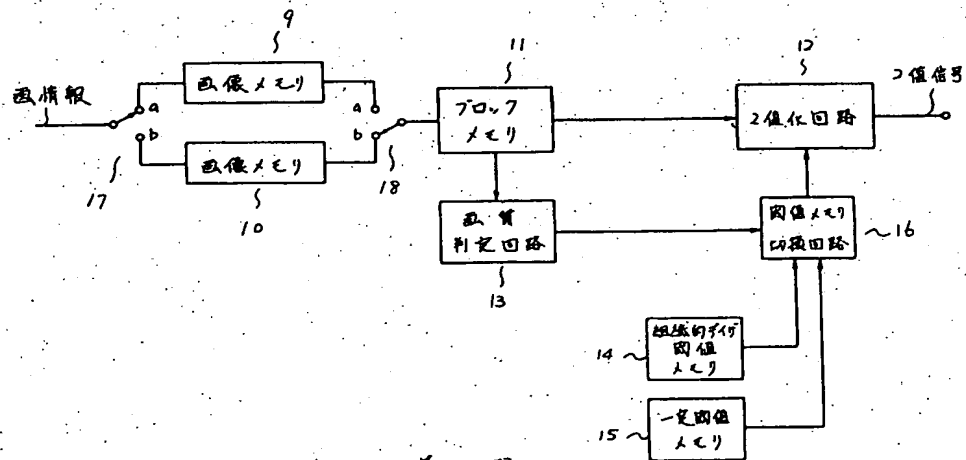 9
画像メモリ
画情報
a
b
17
画像メモリ
10
a
b
18
11
ブロック
メモリ
画質
判定回路
13
12
2値化回路
2値信号
閾値メモリ
切換回路
16
組織的ディザ
閾値
メモリ
14
一定閾値
メモリ
15